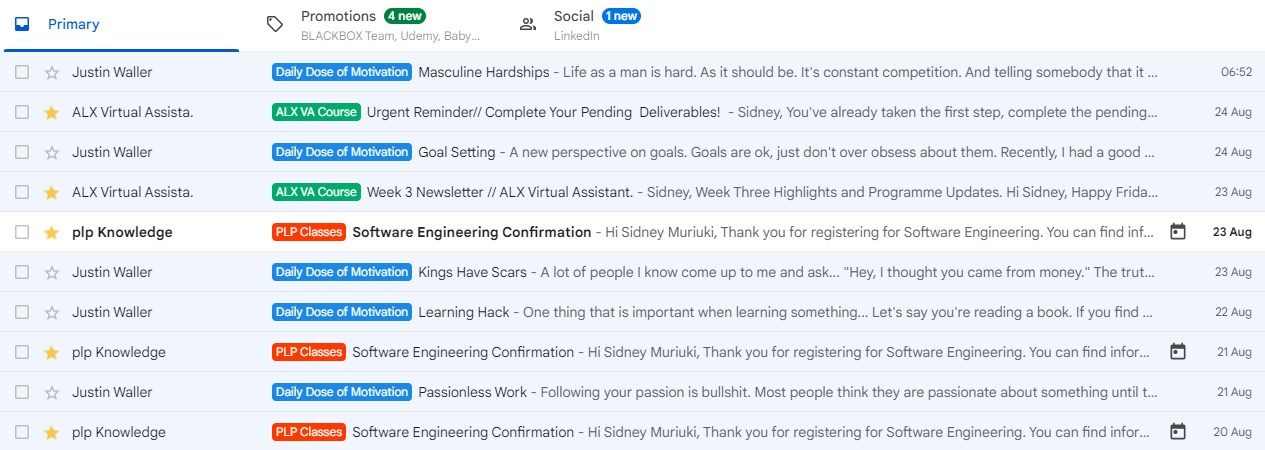 Primary
Promotions 4 new
BLACKBOX Team, Udemy, Baby...
Social 1 new
LinkedIn
Justin Waller Daily Dose of Motivation Masculine Hardships - Life as a man is hard. As it should be. It's constant competition. And telling somebody that it ... 06:52
ALX Virtual Assista. ALX VA Course Urgent Reminder// Complete Your Pending Deliverables! - Sidney, You've already taken the first step, complete the pending... 24 Aug
Justin Waller Daily Dose of Motivation Goal Setting - A new perspective on goals. Goals are ok, just don't over obsess about them. Recently, I had a good ... 24 Aug
ALX Virtual Assista. ALX VA Course Week 3 Newsletter // ALX Virtual Assistant. - Sidney, Week Three Highlights and Programme Updates. Hi Sidney, Happy Frida... 23 Aug
plp Knowledge PLP Classes Software Engineering Confirmation - Hi Sidney Muriuki, Thank you for registering for Software Engineering. You can find inf... 23 Aug
Justin Waller Daily Dose of Motivation Kings Have Scars - A lot of people I know come up to me and ask... "Hey, I thought you came from money." The trut... 23 Aug
Justin Waller Daily Dose of Motivation Learning Hack - One thing that is important when learning something... Let's say you're reading a book. If you find ... 22 Aug
plp Knowledge PLP Classes Software Engineering Confirmation - Hi Sidney Muriuki, Thank you for registering for Software Engineering. You can find infor... 21 Aug
Justin Waller Daily Dose of Motivation Passionless Work - Following your passion is bullshit. Most people think they are passionate about something until t... 21 Aug
plp Knowledge PLP Classes Software Engineering Confirmation - Hi Sidney Muriuki, Thank you for registering for Software Engineering. You can find infor... 20 Aug